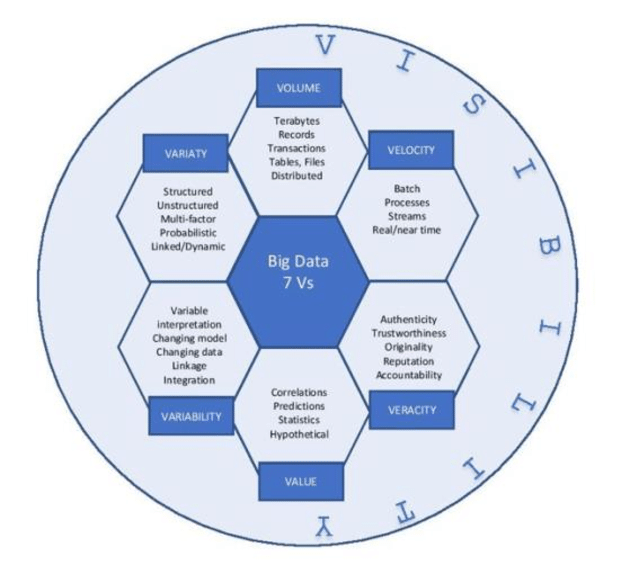 VISIBILITY
VOLUME
Terabytes
Records
Transactions
Tables, Files
Distributed
VARIATY
Structured
Unstructured
Multi-factor
Probabilistic
Linked/Dynamic
VELOCITY
Batch
Processes
Streams
Real/near time
Big Data
7 Vs
Variable
interpretation
Changing model
Changing data
Linkage
Integration
VARIABILITY
Authenticity
Trustworthiness
Originality
Reputation
Accountability
VERACITY
Correlations
Predictions
Statistics
Hypothetical
VALUE